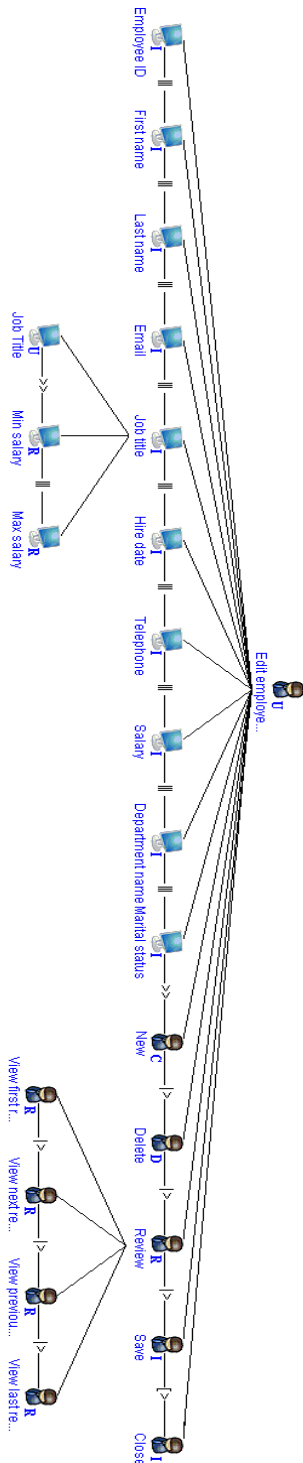 Edit employe...
U
Employee ID
I
First name
I
Last name
I
Email
I
Job title
I
Hire date
I
Telephone
I
Salary
I
Department name
I
Marital status
I
New
C
Delete
D
Review
R
Save
I
Close
I
Job Title
U
Min salary
R
Max salary
R
View first r...
R
View next re...
R
View previou...
R
View last re...
R